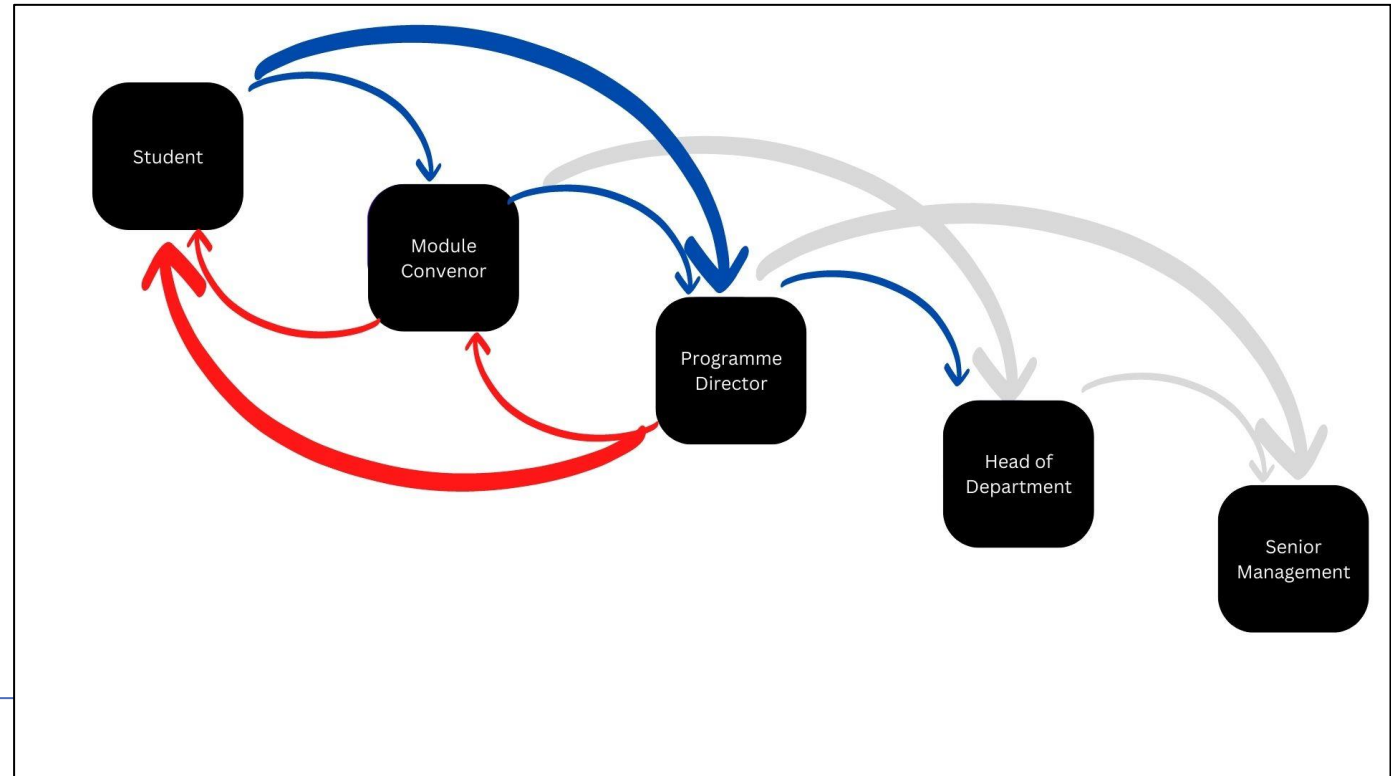 Student
Module
Convenor
Programme
Director
Head of
Department
Senior
Management